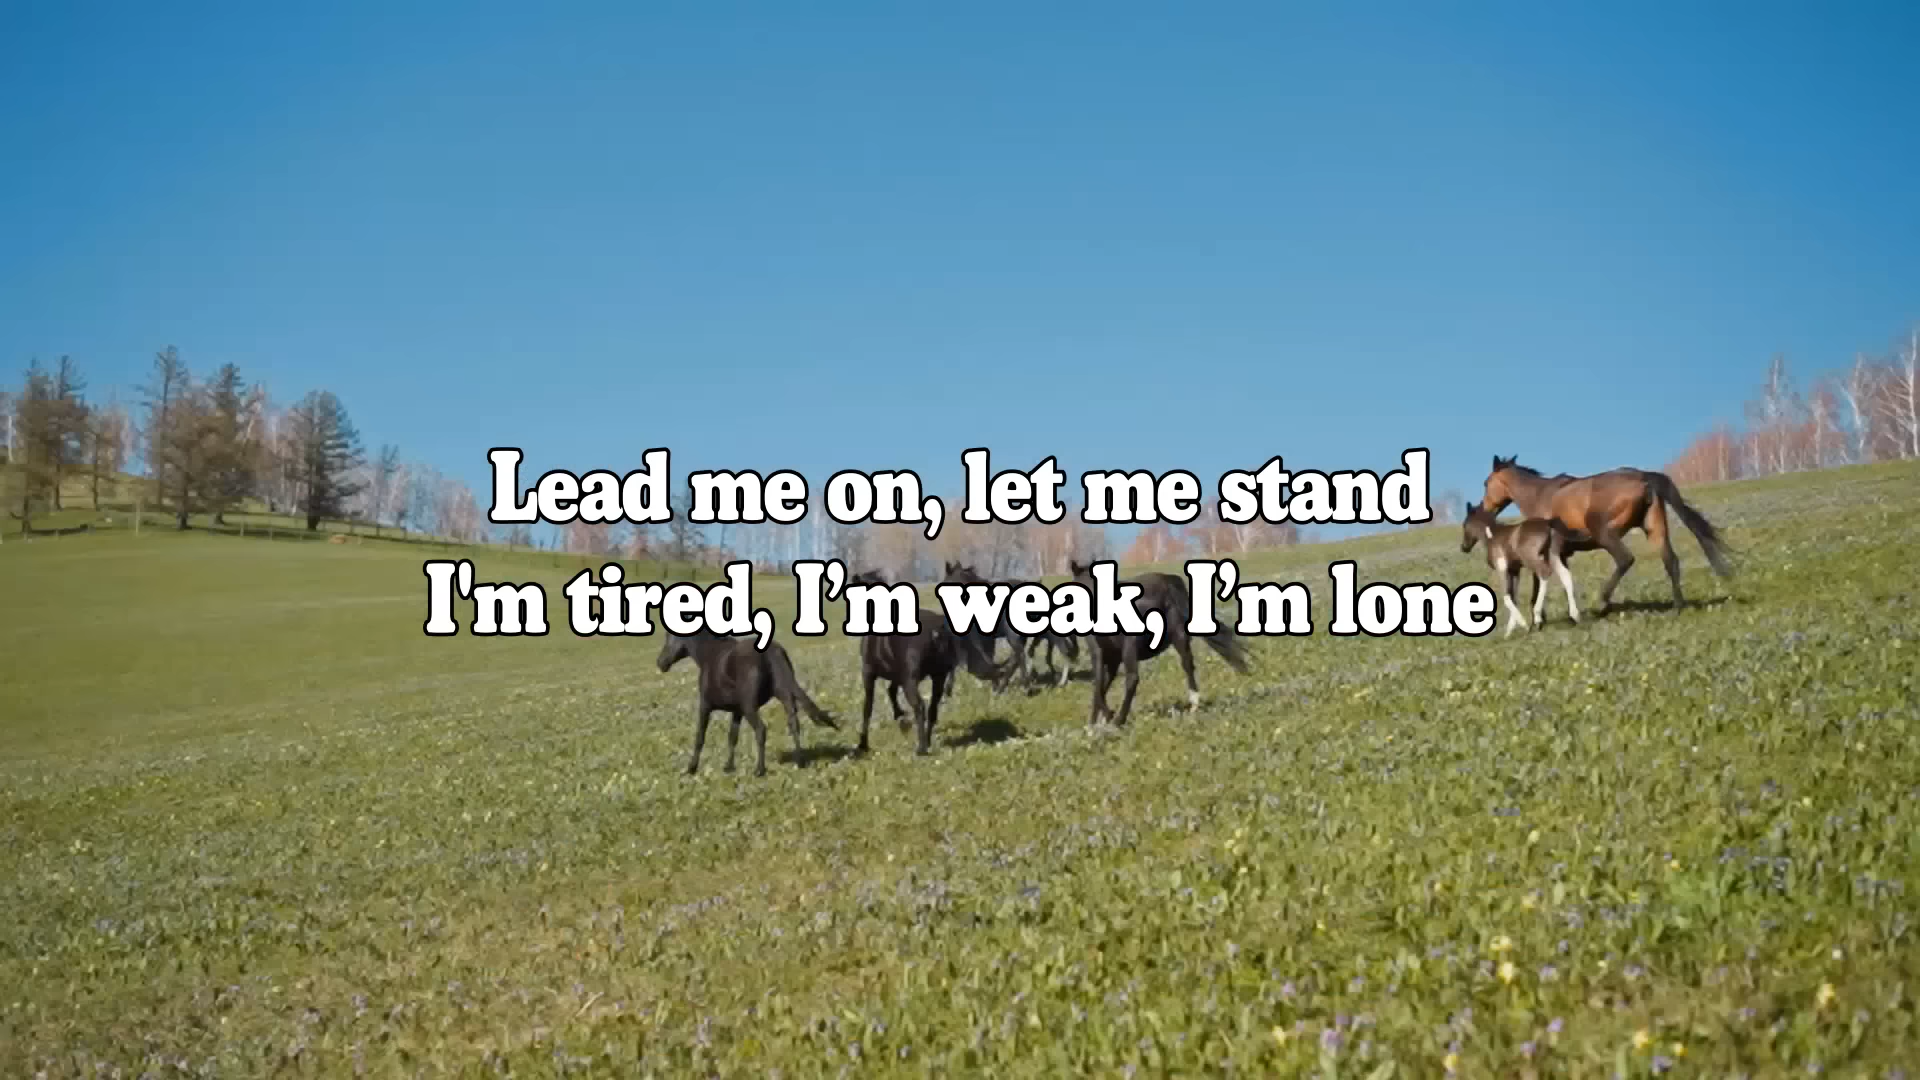 Lead me on, let me stand
I'm tired, I’m weak, I’m lone